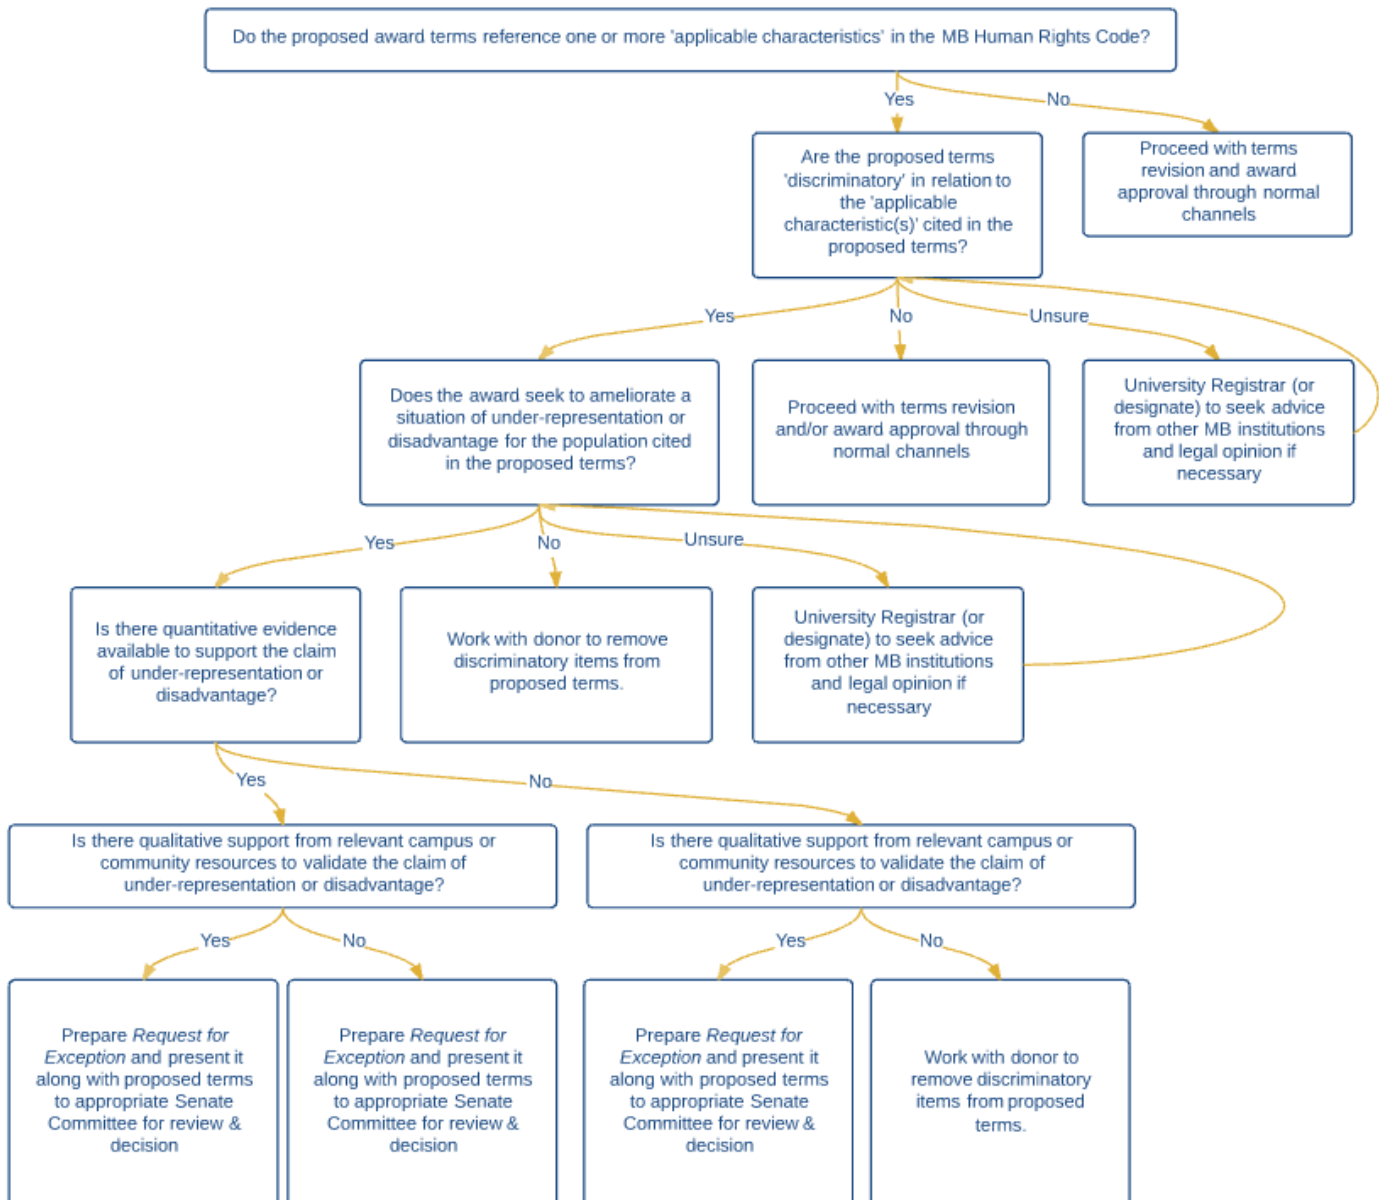 Do the proposed award terms reference one or more 'applicable characteristics' in the MB Human Rights Code?
Yes
No
Are the proposed terms
'discriminatory' in relation to
the 'applicable
characteristic(s)' cited in the
proposed terms?
Proceed with terms
revision and award
approval through normal
channels
Yes
No
Unsure
Does the award seek to ameliorate a
situation of under-representation or
disadvantage for the population cited
in the proposed terms?
Proceed with terms revision
and/or award approval through
normal channels
University Registrar (or
designate) to seek advice
from other MB institutions
and legal opinion if
necessary
Yes
No
Unsure
Is there quantitative evidence
available to support the claim
of under-representation or
disadvantage?
Work with donor to remove
discriminatory items from
proposed terms.
University Registrar (or
designate) to seek advice
from other MB institutions
and legal opinion if
necessary
Yes
No
Is there qualitative support from relevant campus or
community resources to validate the claim of
under-representation or disadvantage?
Is there qualitative support from relevant campus or
community resources to validate the claim of
under-representation or disadvantage?
Yes
No
Yes
No
Prepare Request for
Exception and present it
along with proposed terms
to appropriate Senate
Committee for review &
decision
Prepare Request for
Exception and present it
along with proposed terms
to appropriate Senate
Committee for review &
decision
Prepare Request for
Exception and present it
along with proposed terms
to appropriate Senate
Committee for review &
decision
Work with donor to
remove discriminatory
items from proposed
terms.